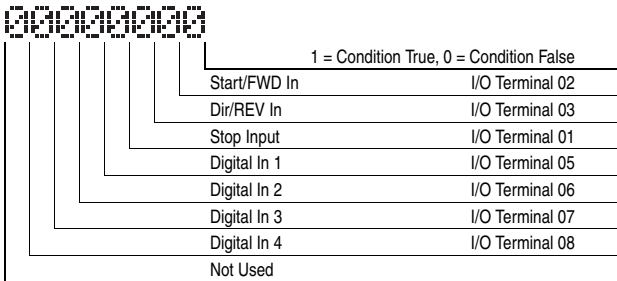 00000000
1 = Condition True, 0 = Condition False
Start/FWD In I/O Terminal 02
Dir/REV In I/O Terminal 03
Stop Input I/O Terminal 01
Digital In 1 I/O Terminal 05
Digital In 2 I/O Terminal 06
Digital In 3 I/O Terminal 07
Digital In 4 I/O Terminal 08
Not Used